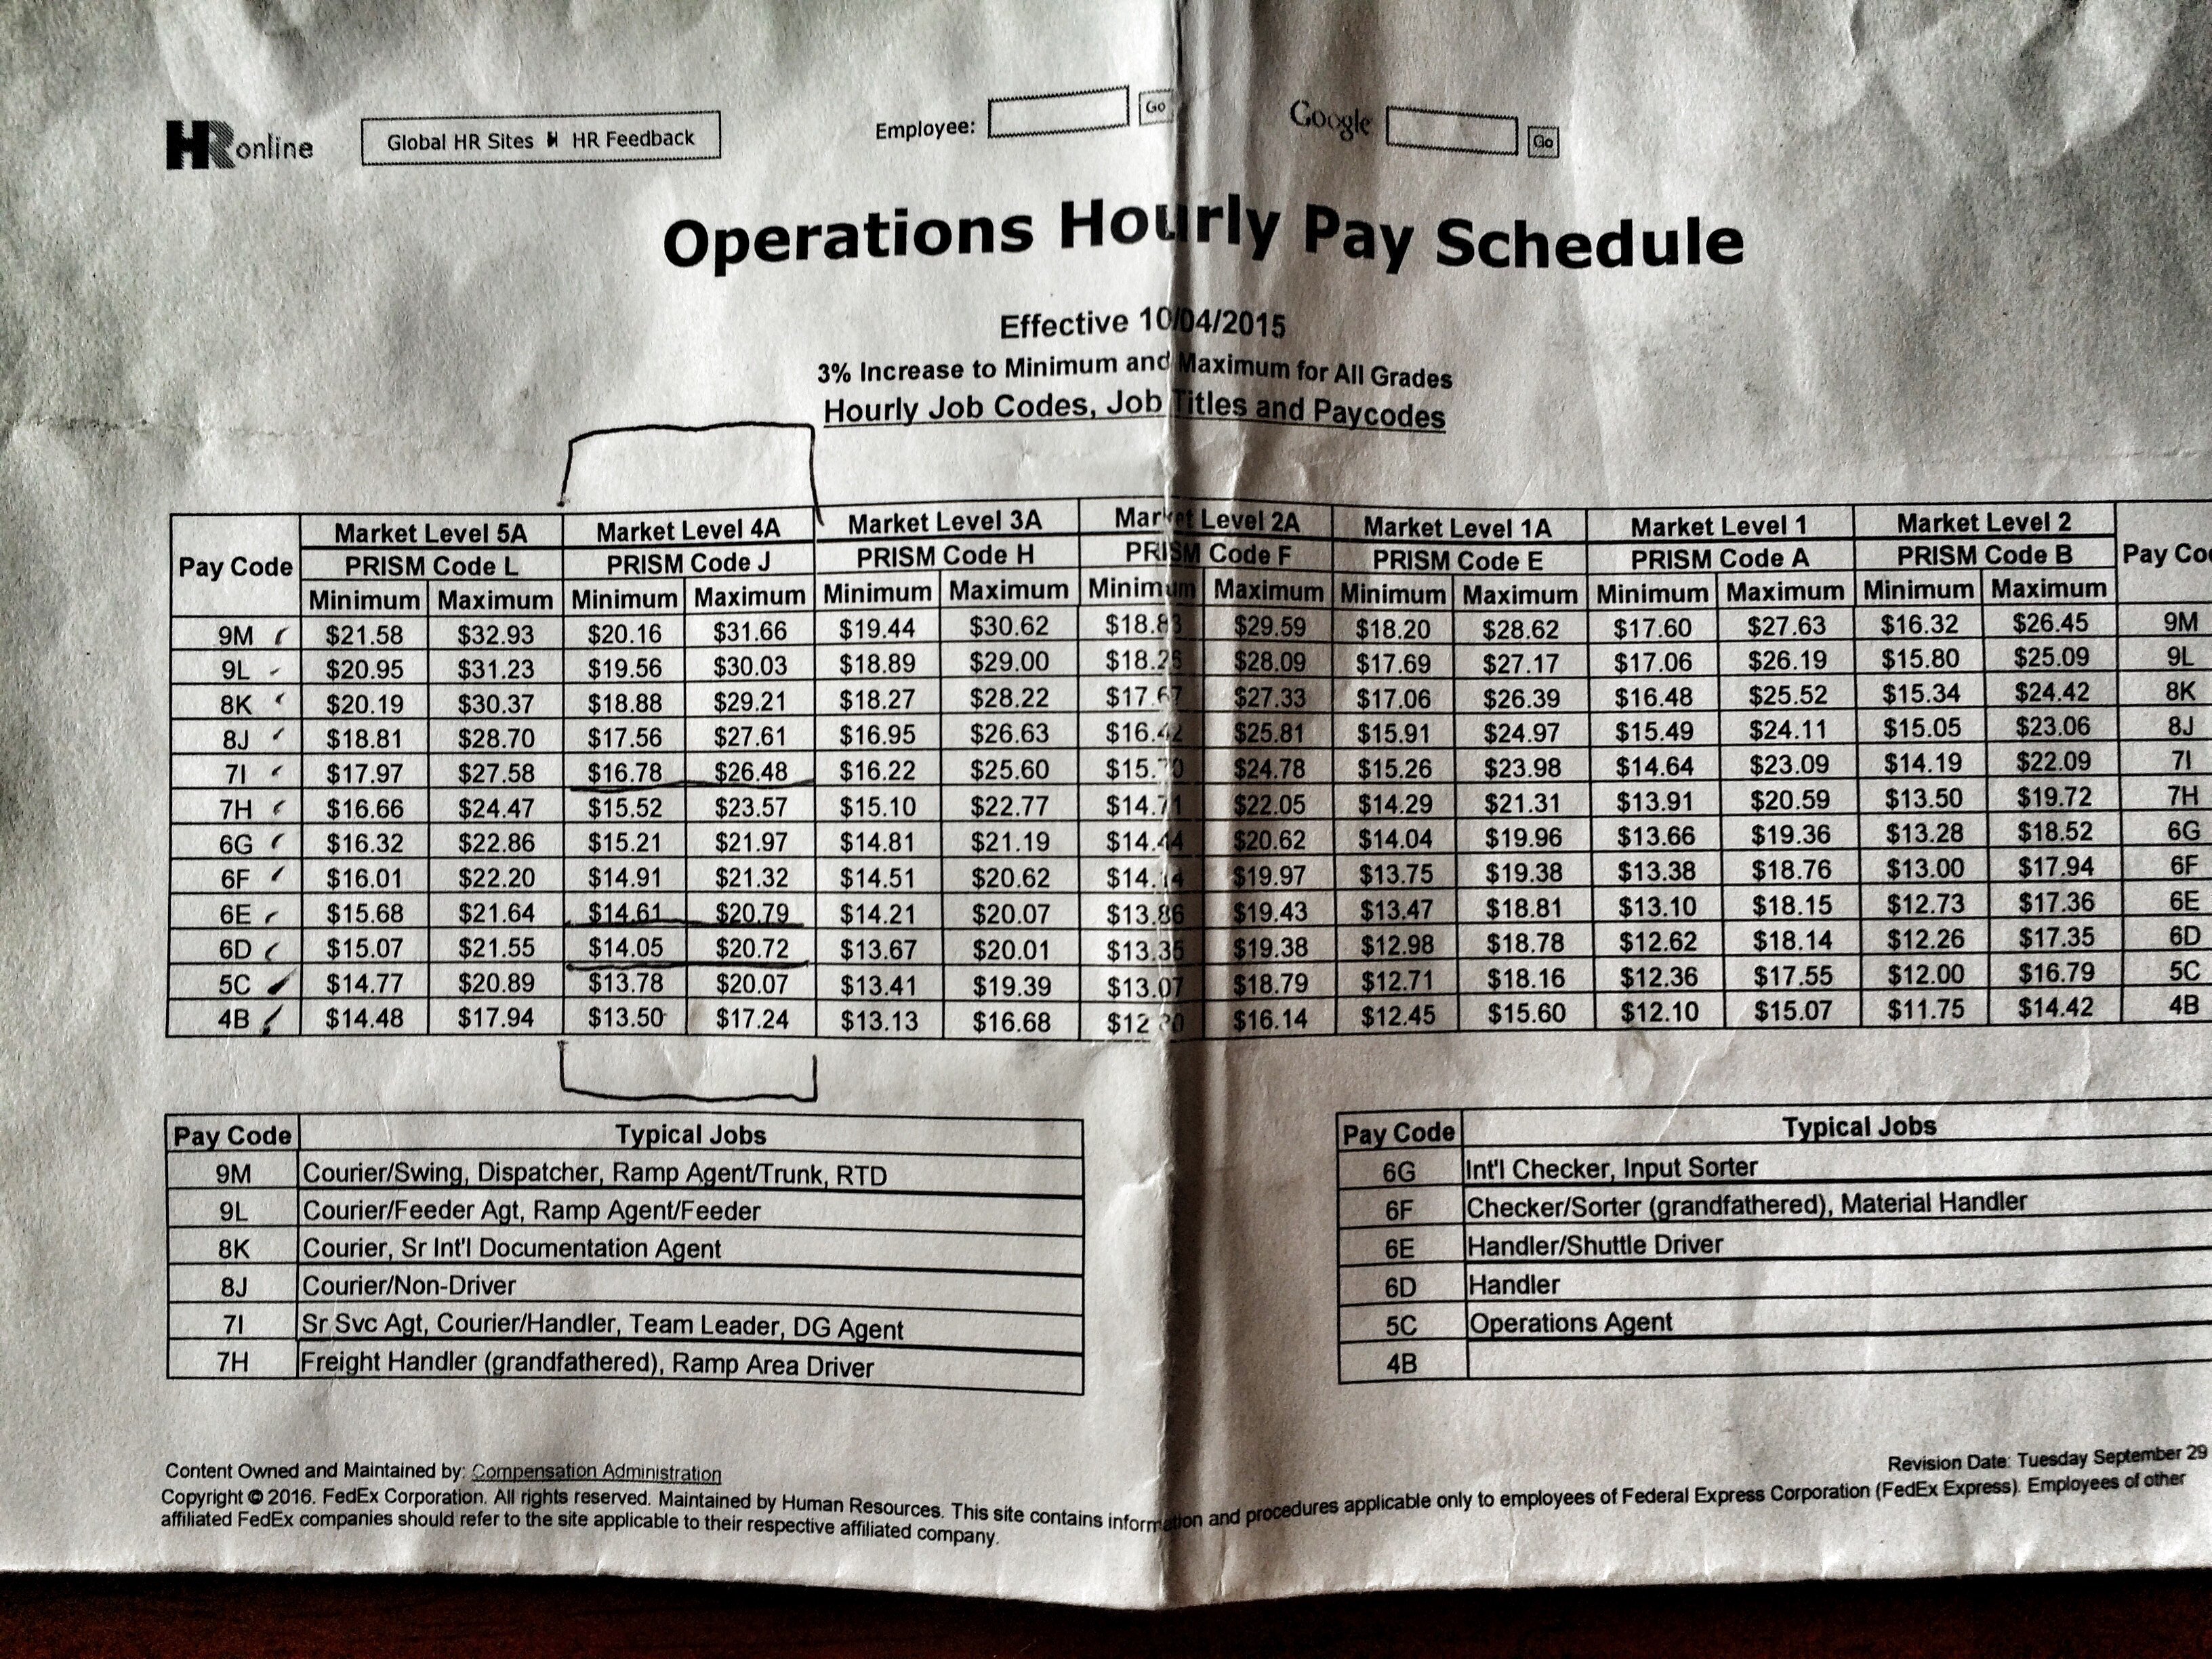 HR online Global HR Sites HR Feedback Employee: Go Google Go
Operations Hourly Pay Schedule
Effective 10/04/2015
3% Increase to Minimum and Maximum for All Grades
Hourly Job Codes, Job Titles and Paycodes
Pay Code Market Level 5A Market Level 4A Market Level 3A Market Level 2A Market Level 1A Market Level 1 Market Level 2
PRISM Code L PRISM Code J PRISM Code H PRISM Code F PRISM Code E PRISM Code A PRISM Code B Pay
Minimum Maximum Minimum Maximum Minimum Maximum Minimum Maximum Minimum Maximum Minimum Maximum Minimum Maximum
9M $21.58 $32.93 $20.16 $31.66 $19.44 $30.62 $18.83 $29.59 $18.20 $28.62 $17.60 $27.63 $16.32 $26.45 9M
9L $20.95 $31.23 $19.56 $30.03 $18.89 $29.00 $18.25 $28.09 $17.69 $27.17 $17.06 $26.19 $15.80 $25.09 9L
8K $20.19 $30.37 $18.88 $29.21 $18.27 $28.22 $17.67 $27.33 $17.06 $26.39 $16.48 $25.52 $15.34 $24.42 8K
8J $18.81 $28.70 $17.56 $27.61 $16.95 $26.63 $16.42 $25.81 $15.91 $24.97 $15.49 $24.11 $15.05 $23.06 8J
7I $17.97 $27.58 $16.78 $26.48 $16.22 $25.60 $15.70 $24.78 $15.26 $23.98 $14.64 $23.09 $14.19 $22.09 7I
7H $16.66 $24.47 $15.52 $23.57 $15.10 $22.77 $14.71 $22.05 $14.29 $21.31 $13.91 $20.59 $13.50 $19.72 7H
6G $16.32 $22.86 $15.21 $21.97 $14.81 $21.19 $14.44 $20.62 $14.04 $19.96 $13.66 $19.36 $13.28 $18.52 6G
6F $16.01 $22.20 $14.91 $21.32 $14.51 $20.62 $14.14 $19.97 $13.75 $19.38 $13.38 $18.76 $13.00 $17.94 6F
6E $15.68 $21.64 $14.61 $20.79 $14.21 $20.07 $13.86 $19.43 $13.47 $18.81 $13.10 $18.15 $12.73 $17.36 6E
6D $15.07 $21.55 $14.05 $20.72 $13.67 $20.01 $13.35 $19.38 $12.98 $18.78 $12.62 $18.14 $12.26 $17.35 6D
5C $14.77 $20.89 $13.78 $20.07 $13.41 $19.39 $13.07 $18.79 $12.71 $18.16 $12.36 $17.55 $12.00 $16.79 5C
4B $14.48 $17.94 $13.50 $17.24 $13.13 $16.68 $16.14 $12.45 $15.60 $12.10 $15.07 $11.75 $14.42 4B
Pay Code Typical Jobs
9M Courier/Swing, Dispatcher, Ramp Agent/Trunk, RTD
9L Courier/Feeder Agt, Ramp Agent/Feeder
8K Courier, Sr Int'l Documentation Agent
8J Courier/Non-Driver
7I Sr Svc Agt, Courier/Handler, Team Leader, DG Agent
7H Freight Handler (grandfathered), Ramp Area Driver
Pay Code Typical Jobs
6G Int'l Checker, Input Sorter
6F Checker/Sorter (grandfathered), Material Handler
6E Handler/Shuttle Driver
6D Handler
5C Operations Agent
4B
Revision Date: Tuesday September 29
Content Owned and Maintained by: Compensation Administration
Copyright © 2016. FedEx Corporation. All rights reserved. Maintained by Human Resources. This site contains information and procedures applicable only to employees of Federal Express Corporation (FedEx Express). Employees of other
affiliated FedEx companies should refer to the site applicable to their respective affiliated company.